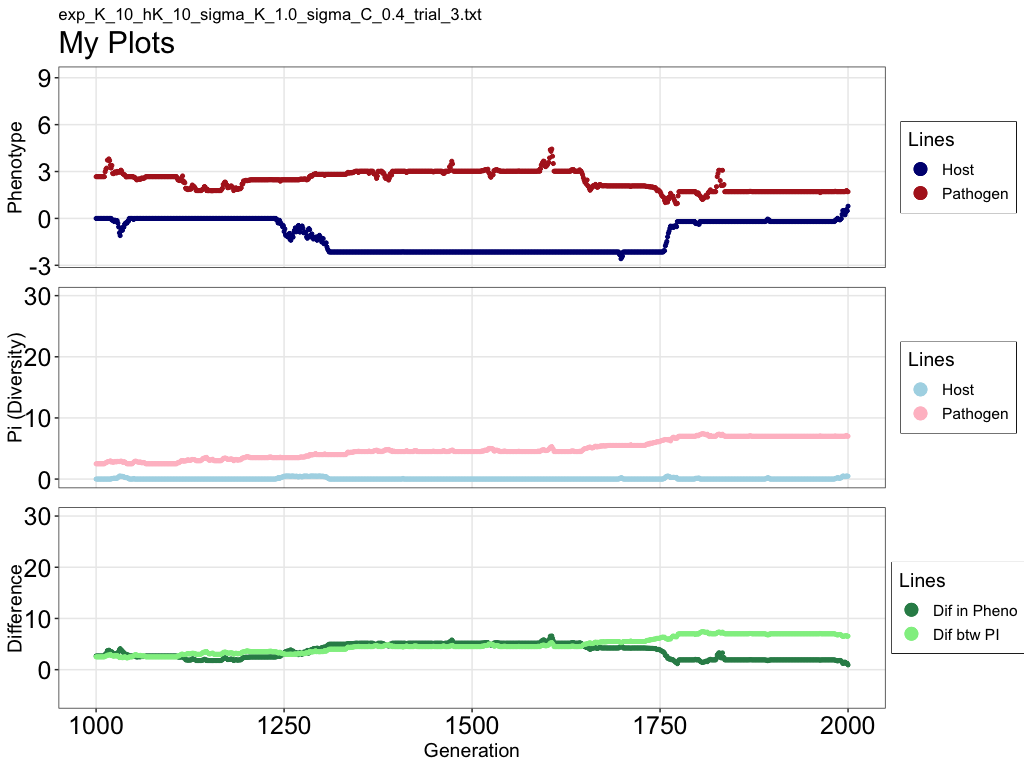 exp_K_10_hK_10_sigma_K_1.0_sigma_C_0.4_trial_3.txt
My Plots
Phenotype
9
6
3
0
-3
Lines
Host
Pathogen
Pi (Diversity)
30
20
10
0
Lines
Host
Pathogen
Difference
30
20
10
0
Lines
Dif in Pheno
Dif btw PI
1000 1250 1500 1750 2000
Generation